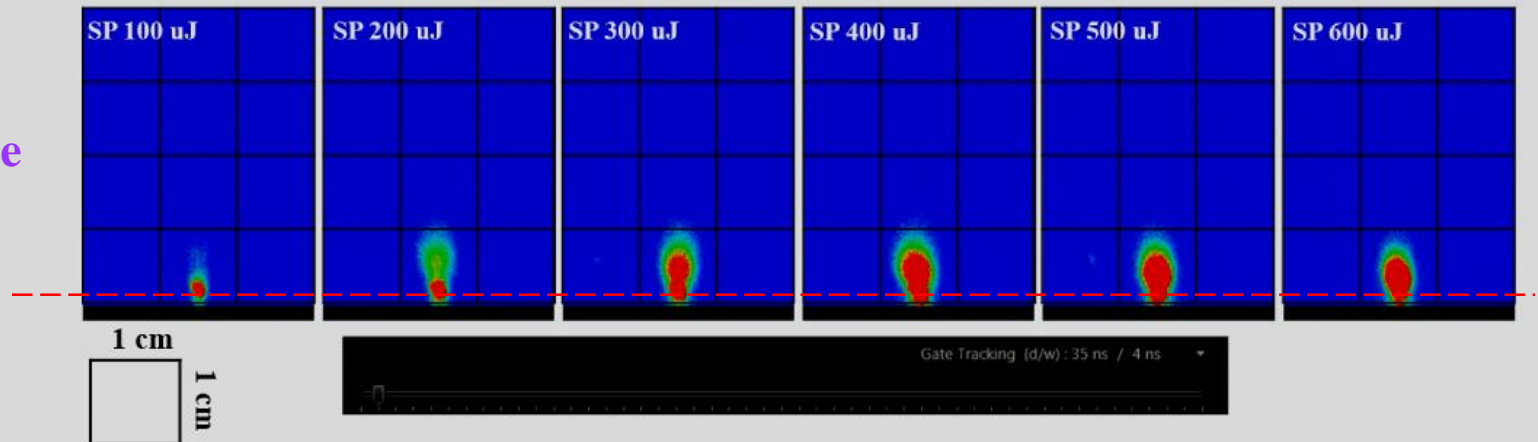 SP 100 uJ
SP 200 uJ
SP 300 uJ
SP 400 uJ
SP 500 uJ
SP 600 uJ
e
1 cm
1 cm
Gate Tracking (d/w) : 35 ns / 4 ns